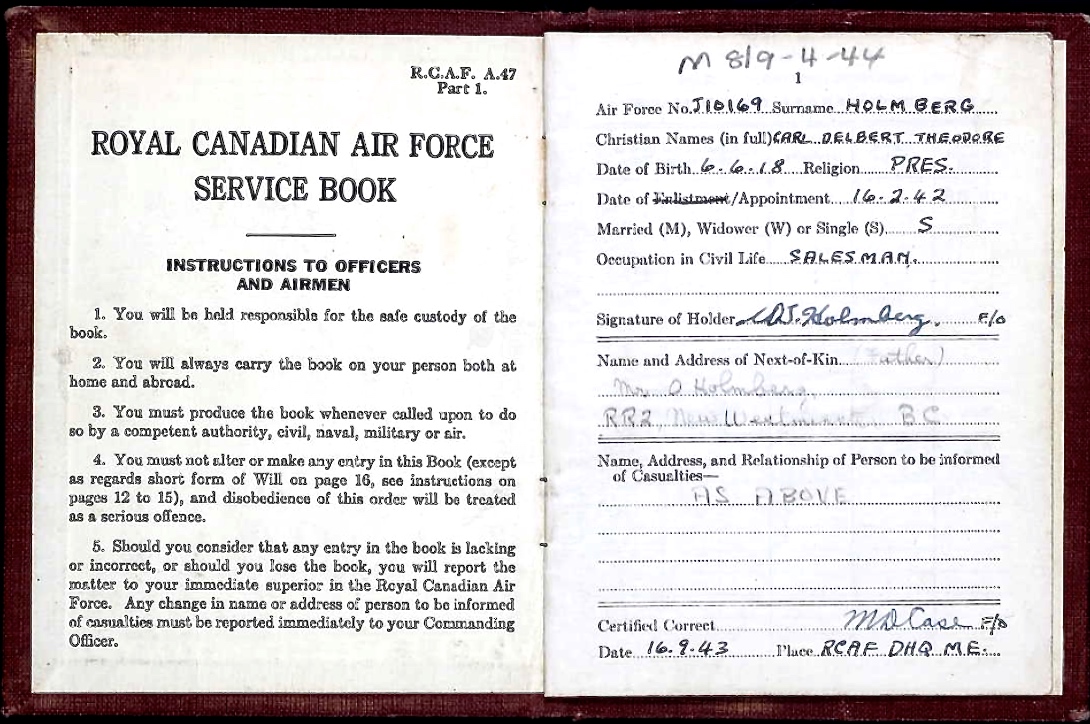 R.C.A.F. A.47
Part 1.
ROYAL CANADIAN AIR FORCE
SERVICE BOOK
INSTRUCTIONS TO OFFICERS
AND AIRMEN
1. You will be held responsible for the safe custody of the
book.
2. You will always carry the book on your person both at
home and abroad.
3. You must produce the book whenever called upon to do
so by a competent authority, civil, naval, military or air.
4. You must not alter or make any entry in this Book (except
as regards short form of Will on page 16, see instructions on
pages 12 to 15), and disobedience of this order will be treated
as a serious offence.
5. Should you consider that any entry in the book is lacking
or incorrect, or should you lose the book, you will report the
matter to your immediate superior in the Royal Canadian Air
Force. Any change in name or address of person to be informed
of casualties must be reported immediately to your Commanding
Officer.
M 8/9-4-44
1
Air Force No. J10169 Surname HOLMBERG
Christian Names (in full) CARL DELBERT THEODORE
Date of Birth 6.6.18 Religion PRES.
Date of Enlistment/Appointment 16-2-42
Married (M), Widower (W) or Single (S) S
Occupation in Civil Life SALESMAN.
Signature of Holder Holmberg. F/O
Name and Address of Next-of-Kin (Father)
Mr. O Holmberg,
RR2, New Westminster BC
Name, Address, and Relationship of Person to be informed
of Casualties—
AS ABOVE
Certified Correct MD Case F/O
Date 16.9.43 Place RCAF DHQ M.E.